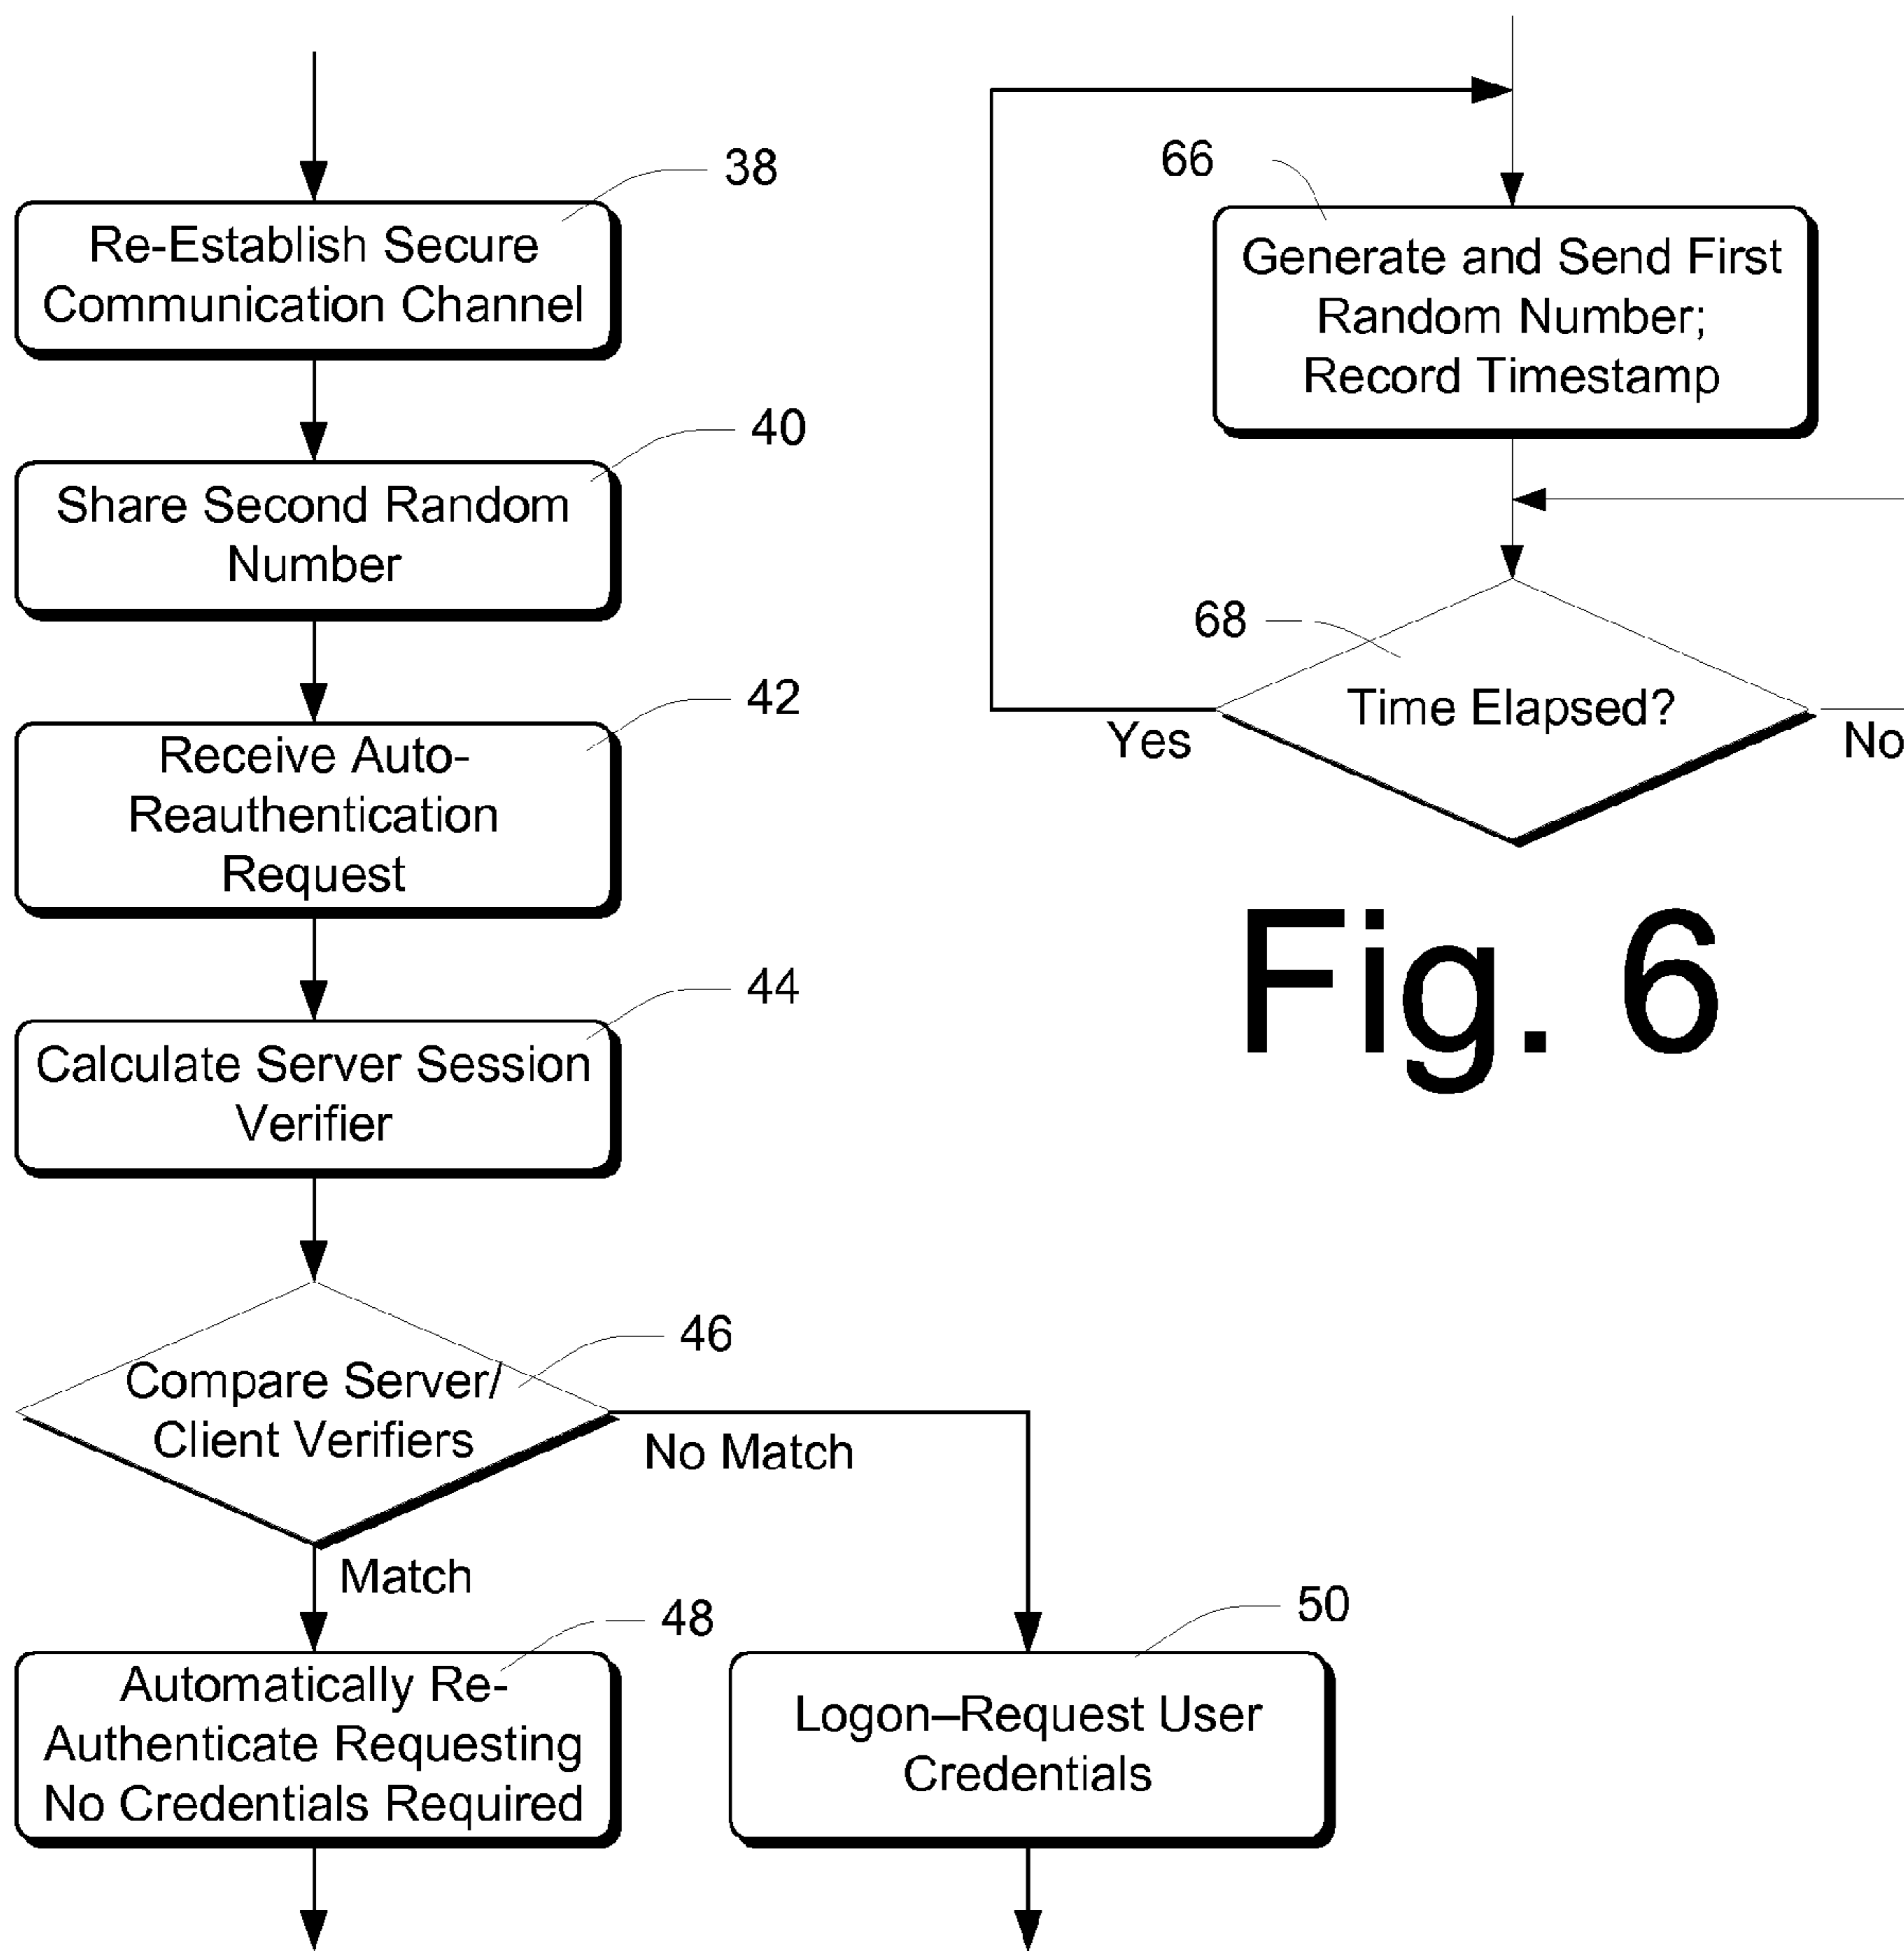 38
Re-Establish Secure
Communication Channel
40
Share Second Random
Number
42
Receive Auto-
Reauthentication
Request
44
Calculate Server Session
Verifier
46
Compare Server/
Client Verifiers
No Match
Match
48
Automatically Re-
Authenticate Requesting
No Credentials Required
50
Logon–Request User
Credentials
66
Generate and Send First
Random Number;
Record Timestamp
68
Time Elapsed?
Yes
No
Fig. 6